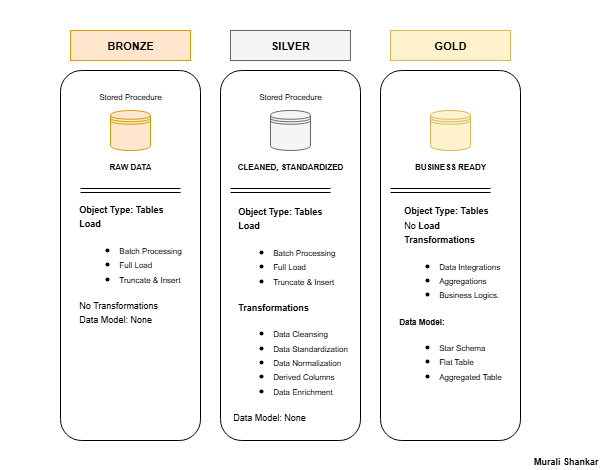 BRONZE
Stored Procedure
RAW DATA
Object Type: Tables
Load
Batch Processing
Full Load
Truncate & Insert
No Transformations
Data Model: None
SILVER
Stored Procedure
CLEANED, STANDARDIZED
Object Type: Tables
Load
Batch Processing
Full Load
Truncate & Insert
Transformations
Data Cleansing
Data Standardization
Data Normalization
Derived Columns
Data Enrichment
Data Model: None
GOLD
BUSINESS READY
Object Type: Tables
No Load
Transformations
Data Integrations
Aggregations
Business Logics.
Data Model:
Star Schema
Flat Table
Aggregated Table
Murali Shankar